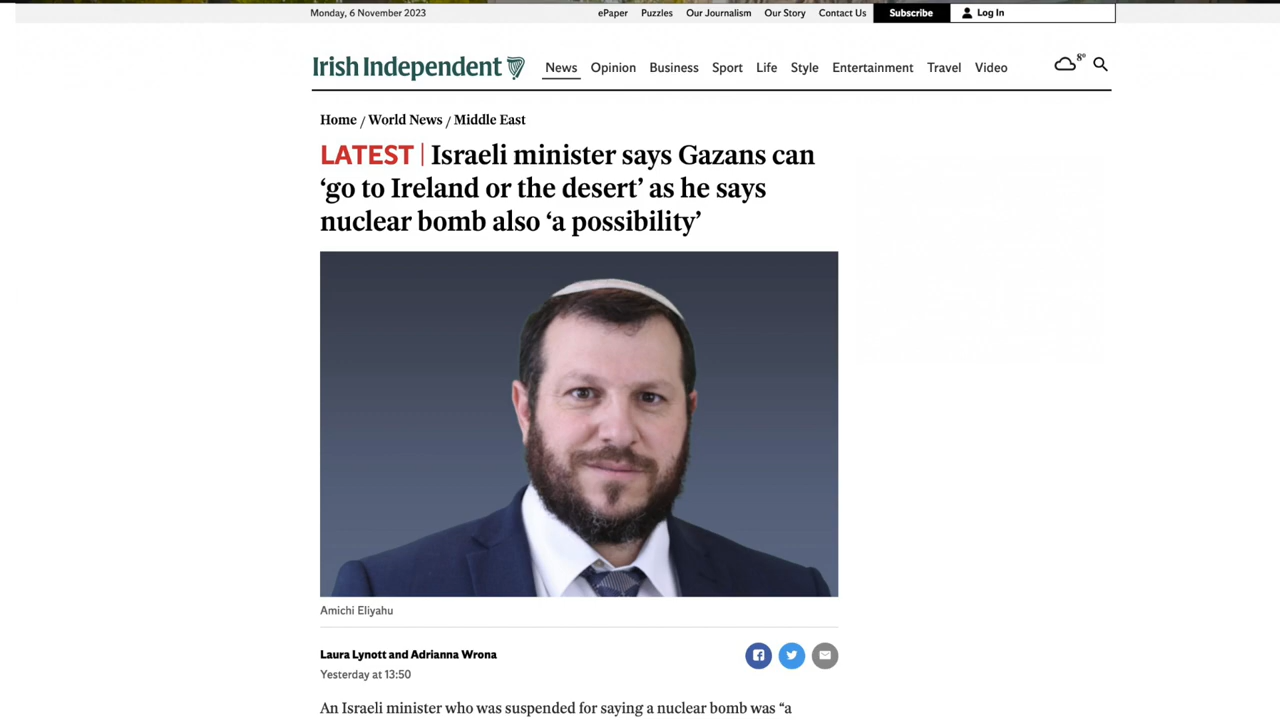 Monday, 6 November 2023 ePaper Puzzles Our Journalism Our Story Contact Us Subscribe Log In
Irish Independent News Opinion Business Sport Life Style Entertainment Travel Video 8°
Home / World News / Middle East
LATEST | Israeli minister says Gazans can
‘go to Ireland or the desert’ as he says
nuclear bomb also ‘a possibility’
Amichi Eliyahu
Laura Lynott and Adrianna Wrona
Yesterday at 13:50
An Israeli minister who was suspended for saying a nuclear bomb was “a